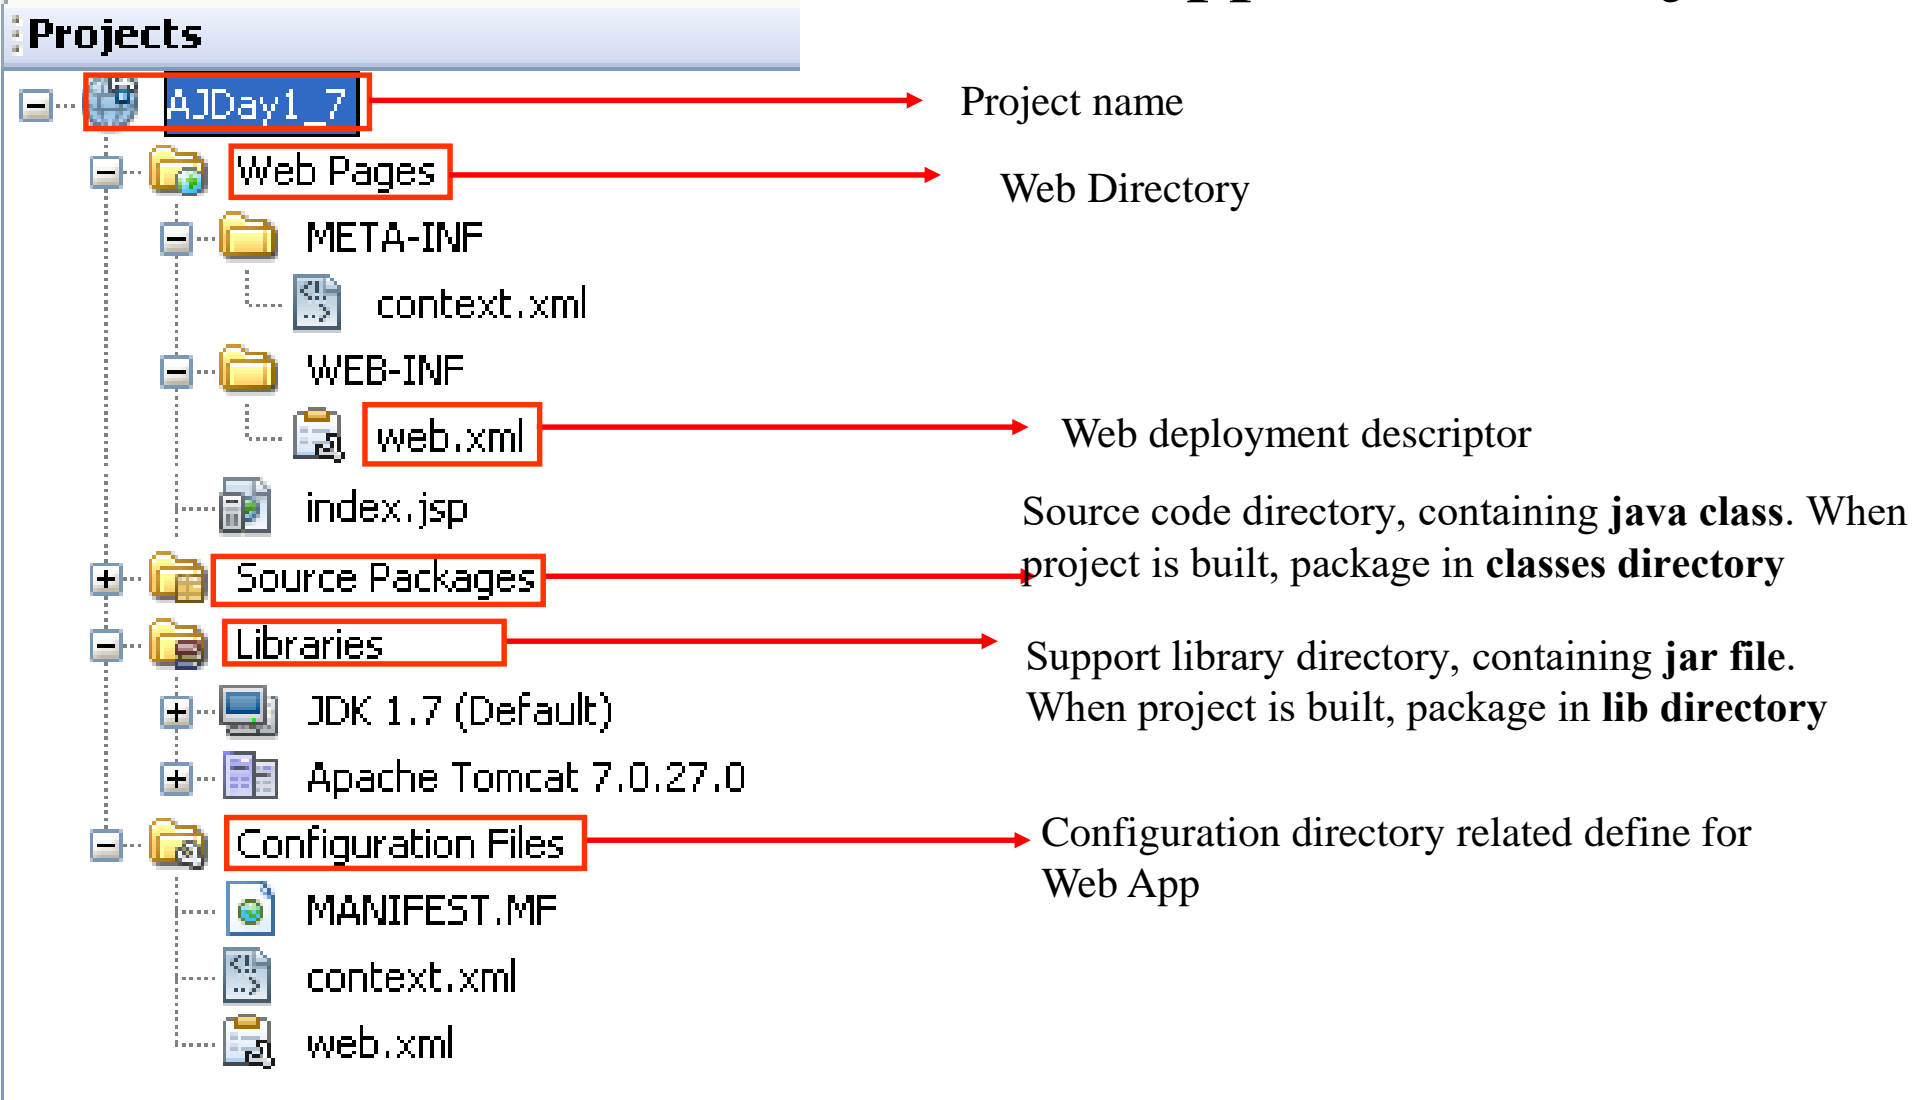 Projects
AJDay1_7
Project name
Web Pages
Web Directory
META-INF
context.xml
WEB-INF
web.xml
Web deployment descriptor
index.jsp
Source code directory, containing java class. When
project is built, package in classes directory
Source Packages
Libraries
Support library directory, containing jar file.
When project is built, package in lib directory
JDK 1.7 (Default)
Apache Tomcat 7.0.27.0
Configuration Files
Configuration directory related define for
Web App
MANIFEST.MF
context.xml
web.xml